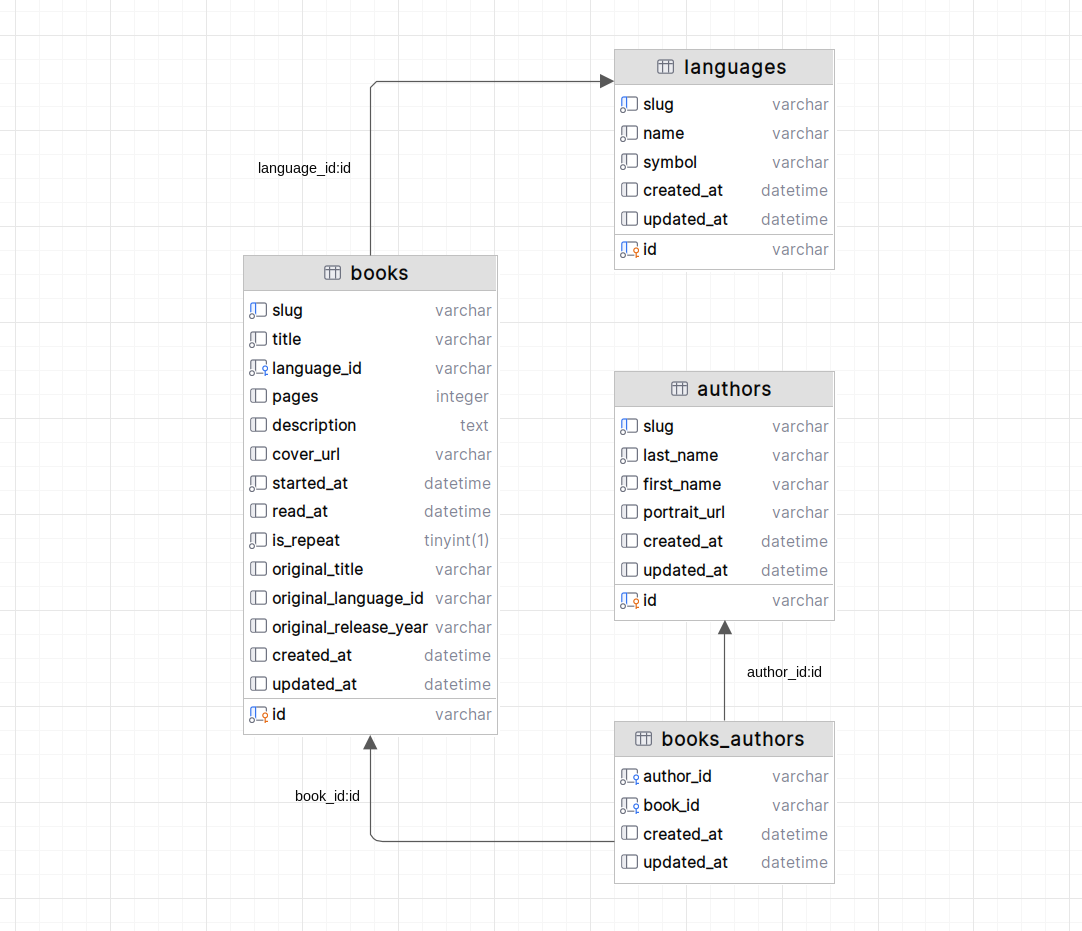 languages
slug varchar
name varchar
symbol varchar
created_at datetime
updated_at datetime
id varchar
language_id:id
books
slug varchar
title varchar
language_id varchar
pages integer
description text
cover_url varchar
started_at datetime
read_at datetime
is_repeat tinyint(1)
original_title varchar
original_language_id varchar
original_release_year varchar
created_at datetime
updated_at datetime
id varchar
authors
slug varchar
last_name varchar
first_name varchar
portrait_url varchar
created_at datetime
updated_at datetime
id varchar
author_id:id
books_authors
author_id varchar
book_id varchar
created_at datetime
updated_at datetime
book_id:id